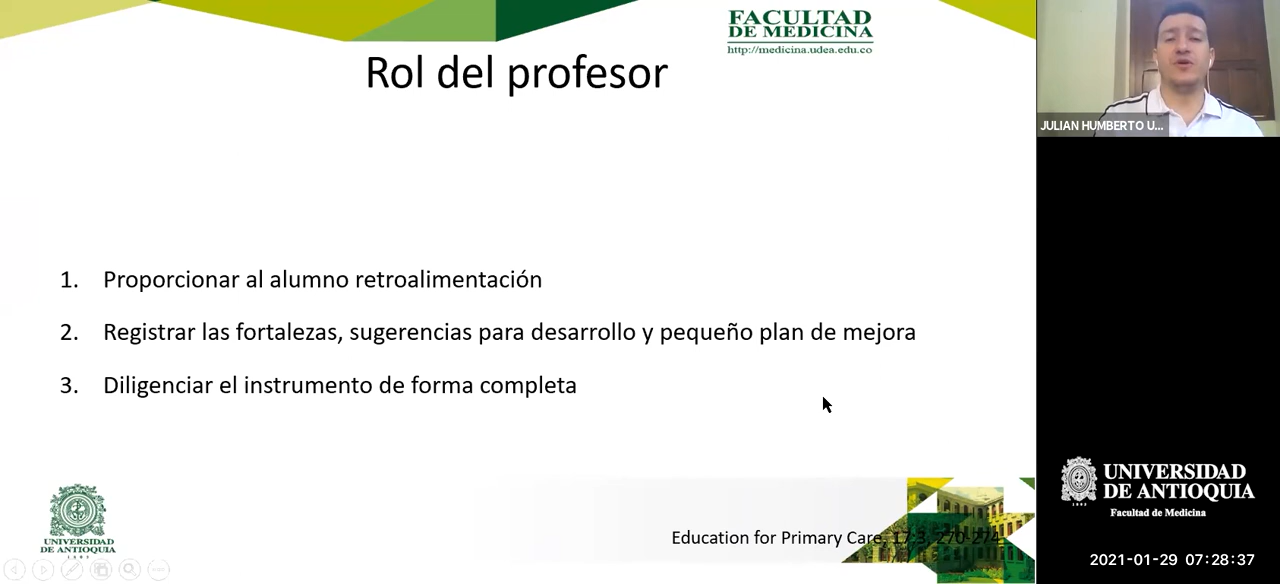 FACULTAD
DE MEDICINA
http://medicina.udea.edu.co
Rol del profesor
JULIAN HUMBERTO U...
1. Proporcionar al alumno retroalimentación
2. Registrar las fortalezas, sugerencias para desarrollo y pequeño plan de mejora
3. Diligenciar el instrumento de forma completa
UNIVERSIDAD
DE ANTIOQUIA
1803
Facultad de Medicina
UNIVERSIDAD
DE ANTIOQUIA
1803
Education for Primary Care, 17:3, 270-274
2021-01-29 07:28:37